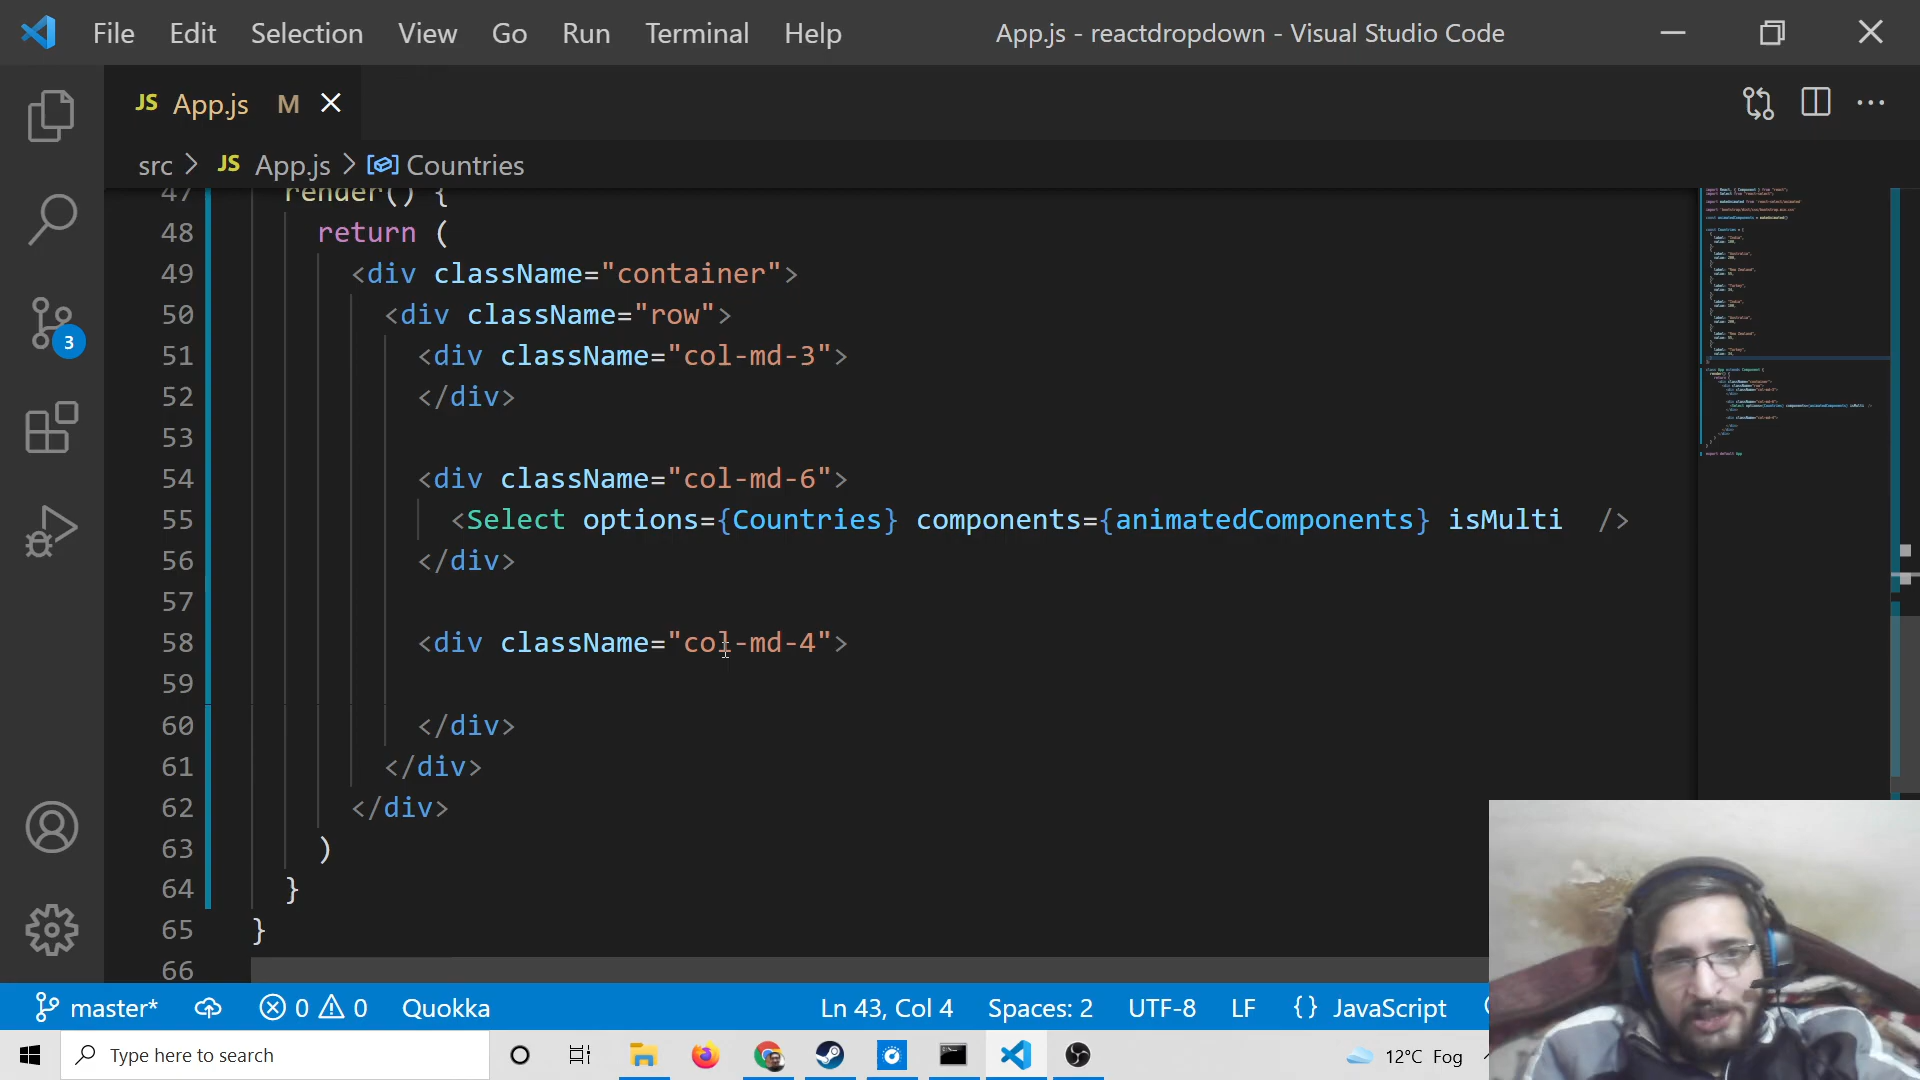 File Edit Selection View Go Run Terminal Help App.js - reactdropdown - Visual Studio Code
JS App.js M
src > JS App.js > Countries
47 render() {
48 return (
49 <div className="container">
50 <div className="row">
51 <div className="col-md-3">
52 </div>
53
54 <div className="col-md-6">
55 <Select options={Countries} components={animatedComponents} isMulti />
56 </div>
57
58 <div className="col-md-4">
59
60 </div>
61 </div>
62 </div>
63 )
64 }
65 }
66
3
master* 0 0 Quokka Ln 43, Col 4 Spaces: 2 UTF-8 LF {} JavaScript
Type here to search 12°C Fog